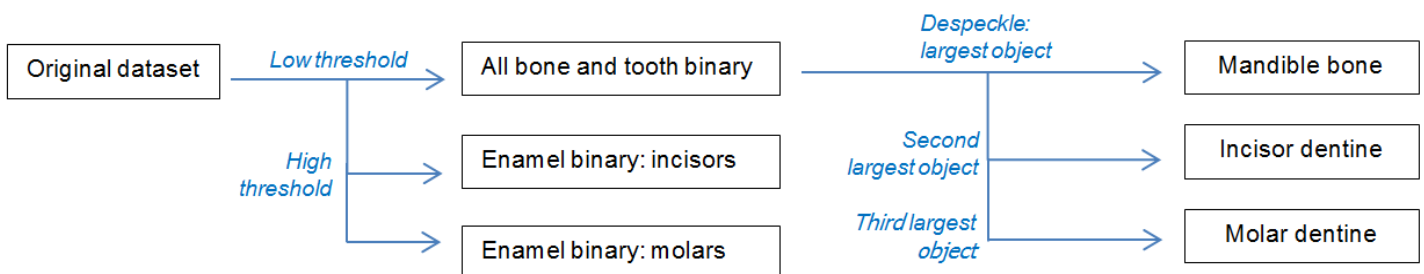 Original dataset
Low threshold
High
threshold
All bone and tooth binary
Enamel binary: incisors
Enamel binary: molars
Despeckle:
largest object
Second
largest object
Third largest
object
Mandible bone
Incisor dentine
Molar dentine